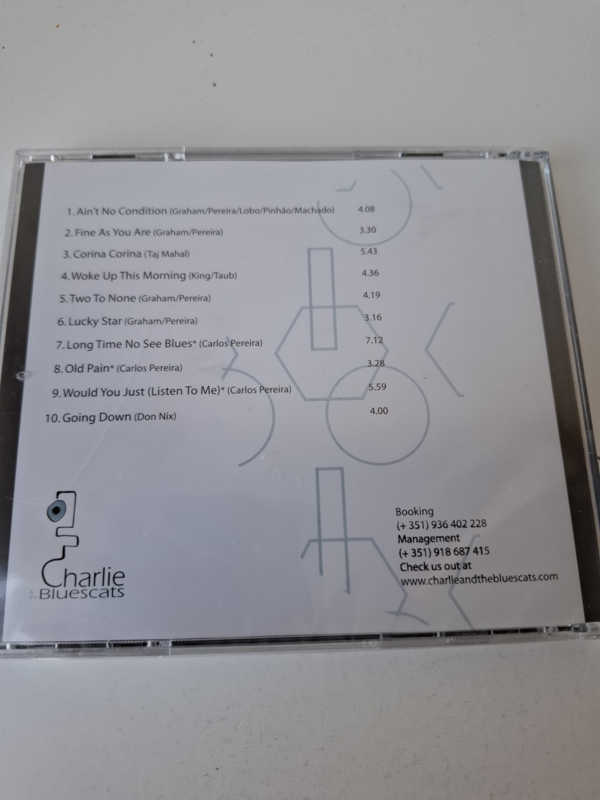 1. Ain't No Condition (Graham/Pereira/Lobo/Pinhão/Machado) 4.08
2. Fine As You Are (Graham/Pereira) 3.30
3. Corina Corina (Taj Mahal) 5.43
4. Woke Up This Morning (King/Taub) 4.36
5. Two To None (Graham/Pereira) 4.19
6. Lucky Star (Graham/Pereira) 3.16
7. Long Time No See Blues* (Carlos Pereira) 7.12
8. Old Pain* (Carlos Pereira) 3.28
9. Would You Just (Listen To Me)* (Carlos Pereira) 5.59
10. Going Down (Don Nix) 4.00
Charlie
Bluescats
Booking
(+ 351) 936 402 228
Management
(+ 351) 918 687 415
Check us out at
www.charlieandthebluescats.com